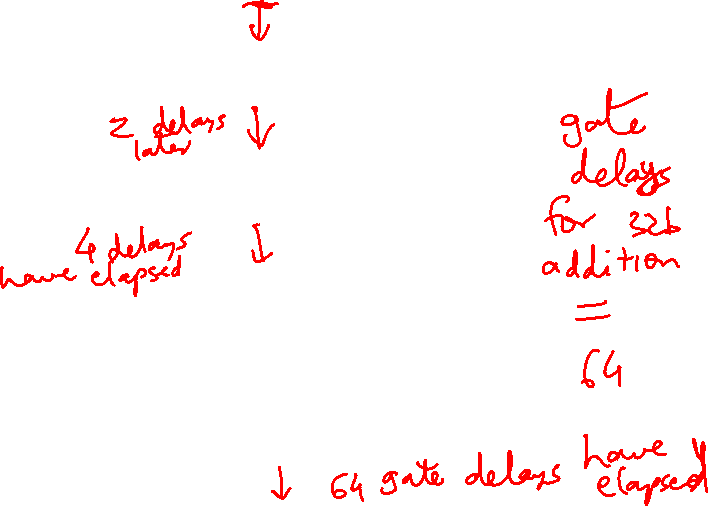 2 delays
later
4 delays
have elapsed
gate
delays
for 32b
addition
=
64
64 gate delays have
elapsed